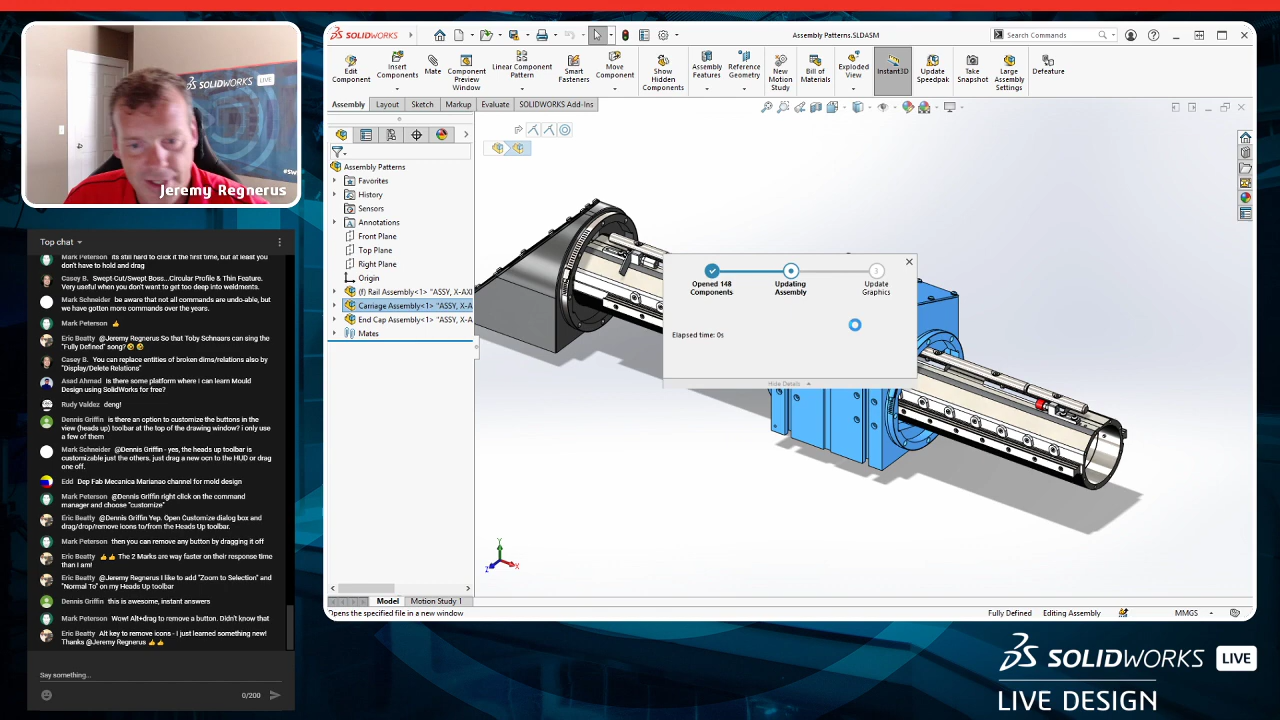 SOLIDWORKS
LIVE
#sw
Jeremy Regnerus
Top chat
Mark Peterson its still hard to click it the first time, but at least you
don't have to hold and drag
Casey B. Swept Cut/Swept Boss...Circular Profile & Thin Feature.
Very useful when you don't want to get too deep into weldments.
Mark Schneider be aware that not all commands are undo-able, but
we have gotten more commands over the years.
Mark Peterson 👍
Eric Beatty @Jeremy Regnerus So that Toby Schnaars can sing the
"Fully Defined" song? 🤣 🤣
Casey B. You can replace entities of broken dims/relations also by
"Display/Delete Relations"
Asad Ahmad Is there some platform where I can learn Mould
Design using SolidWorks for free?
Rudy Valdez deng!
Dennis Griffin is there an option to customize the buttons in the
view (heads up) toolbar at the top of the drawing window? i only use
a few of them
Mark Schneider @Dennis Griffin - yes, the heads up toolbar is
customizable just the others. just drag a new ocn to the HUD or drag
one off.
Edd Dep Fab Mecanica Marianao channel for mold design
Mark Peterson @Dennis Griffin right click on the command
manager and choose "customize"
Eric Beatty @Dennis Griffin Yep. Open Customize dialog box and
drag/drop/remove icons to/from the Heads Up toolbar.
Mark Peterson then you can remove any button by dragging it off
Eric Beatty 👍👍 The 2 Marks are way faster on their response time
than I am!
Eric Beatty @Jeremy Regnerus I like to add "Zoom to Selection" and
"Normal To" on my Heads Up toolbar
Dennis Griffin this is awesome, instant answers
Mark Peterson Wow! Alt+drag to remove a button. Didn't know that
Eric Beatty Alt key to remove icons - I just learned something new!
Thanks @Jeremy Regnerus 👍👍
Say something...
0/200
SOLIDWORKS
Assembly Patterns.SLDASM
Search Commands
Edit
Component
Insert
Components
Mate
Component
Preview
Window
Linear Component
Pattern
Smart
Fasteners
Move
Component
Show
Hidden
Components
Assembly
Features
Reference
Geometry
New
Motion
Study
Bill of
Materials
Exploded
View
Instant3D
Update
Speedpak
Take
Snapshot
Large
Assembly
Settings
Defeature
Assembly
Layout
Sketch
Markup
Evaluate
SOLIDWORKS Add-Ins
Assembly Patterns
Favorites
History
Sensors
Annotations
Front Plane
Top Plane
Right Plane
Origin
(f) Rail Assembly<1> "ASSY, X-AXI
Carriage Assembly<1> "ASSY, X-A
End Cap Assembly<1> "ASSY, X-A
Mates
Opened 148
Components
Updating
Assembly
3
Update
Graphics
Elapsed time: 0s
Hide Details
Y
X
Z
Model
Motion Study 1
Opens the specified file in a new window
Fully Defined
Editing Assembly
MMGS
SOLIDWORKS LIVE
LIVE DESIGN